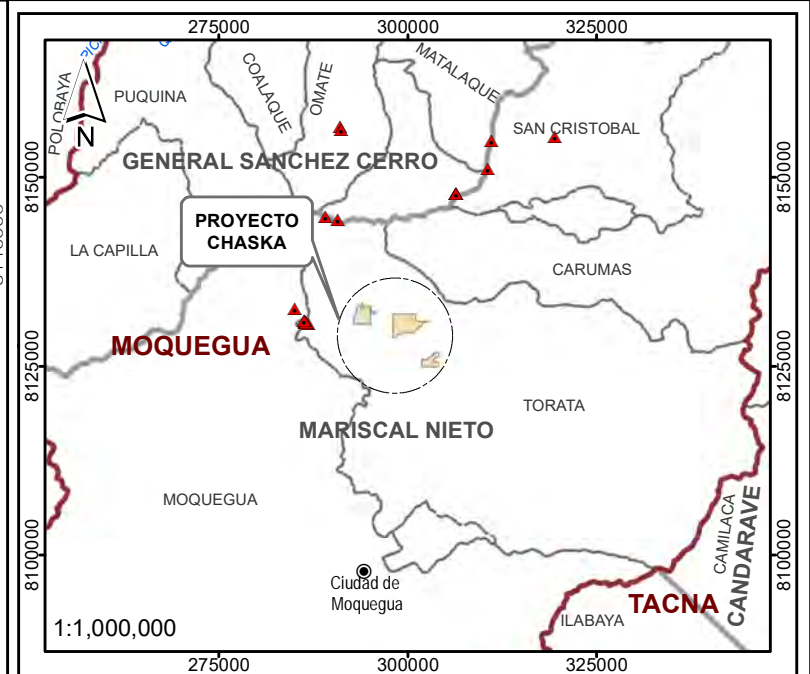 275000
300000
325000
POLOBAYA
N
PUQUINA
COALAQUE
OMATE
MATALAQUE
SAN CRISTOBAL
GENERAL SANCHEZ CERRO
8150000
8150000
PROYECTO
CHASKA
LA CAPILLA
CARUMAS
MOQUEGUA
8125000
8125000
TORATA
MARISCAL NIETO
MOQUEGUA
CAMILACA
CANDARAVE
8100000
8100000
Ciudad de
Moquegua
TACNA
ILABAYA
1:1,000,000
275000
300000
325000